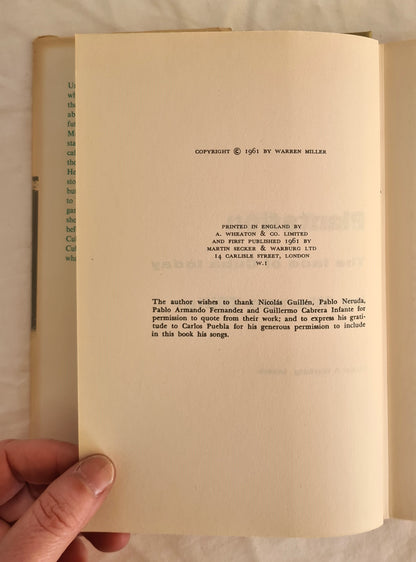 COPYRIGHT © 1961 BY WARREN MILLER
PRINTED IN ENGLAND BY
A. WHEATON & CO. LIMITED
AND FIRST PUBLISHED 1961 BY
MARTIN SECKER & WARBURG LTD
14 CARLISLE STREET, LONDON
W.1
The author wishes to thank Nicolás Guillén, Pablo Neruda,
Pablo Armando Fernandez and Guillermo Cabrera Infante for
permission to quote from their work; and to express his grati-
tude to Carlos Puebla for his generous permission to include
in this book his songs.